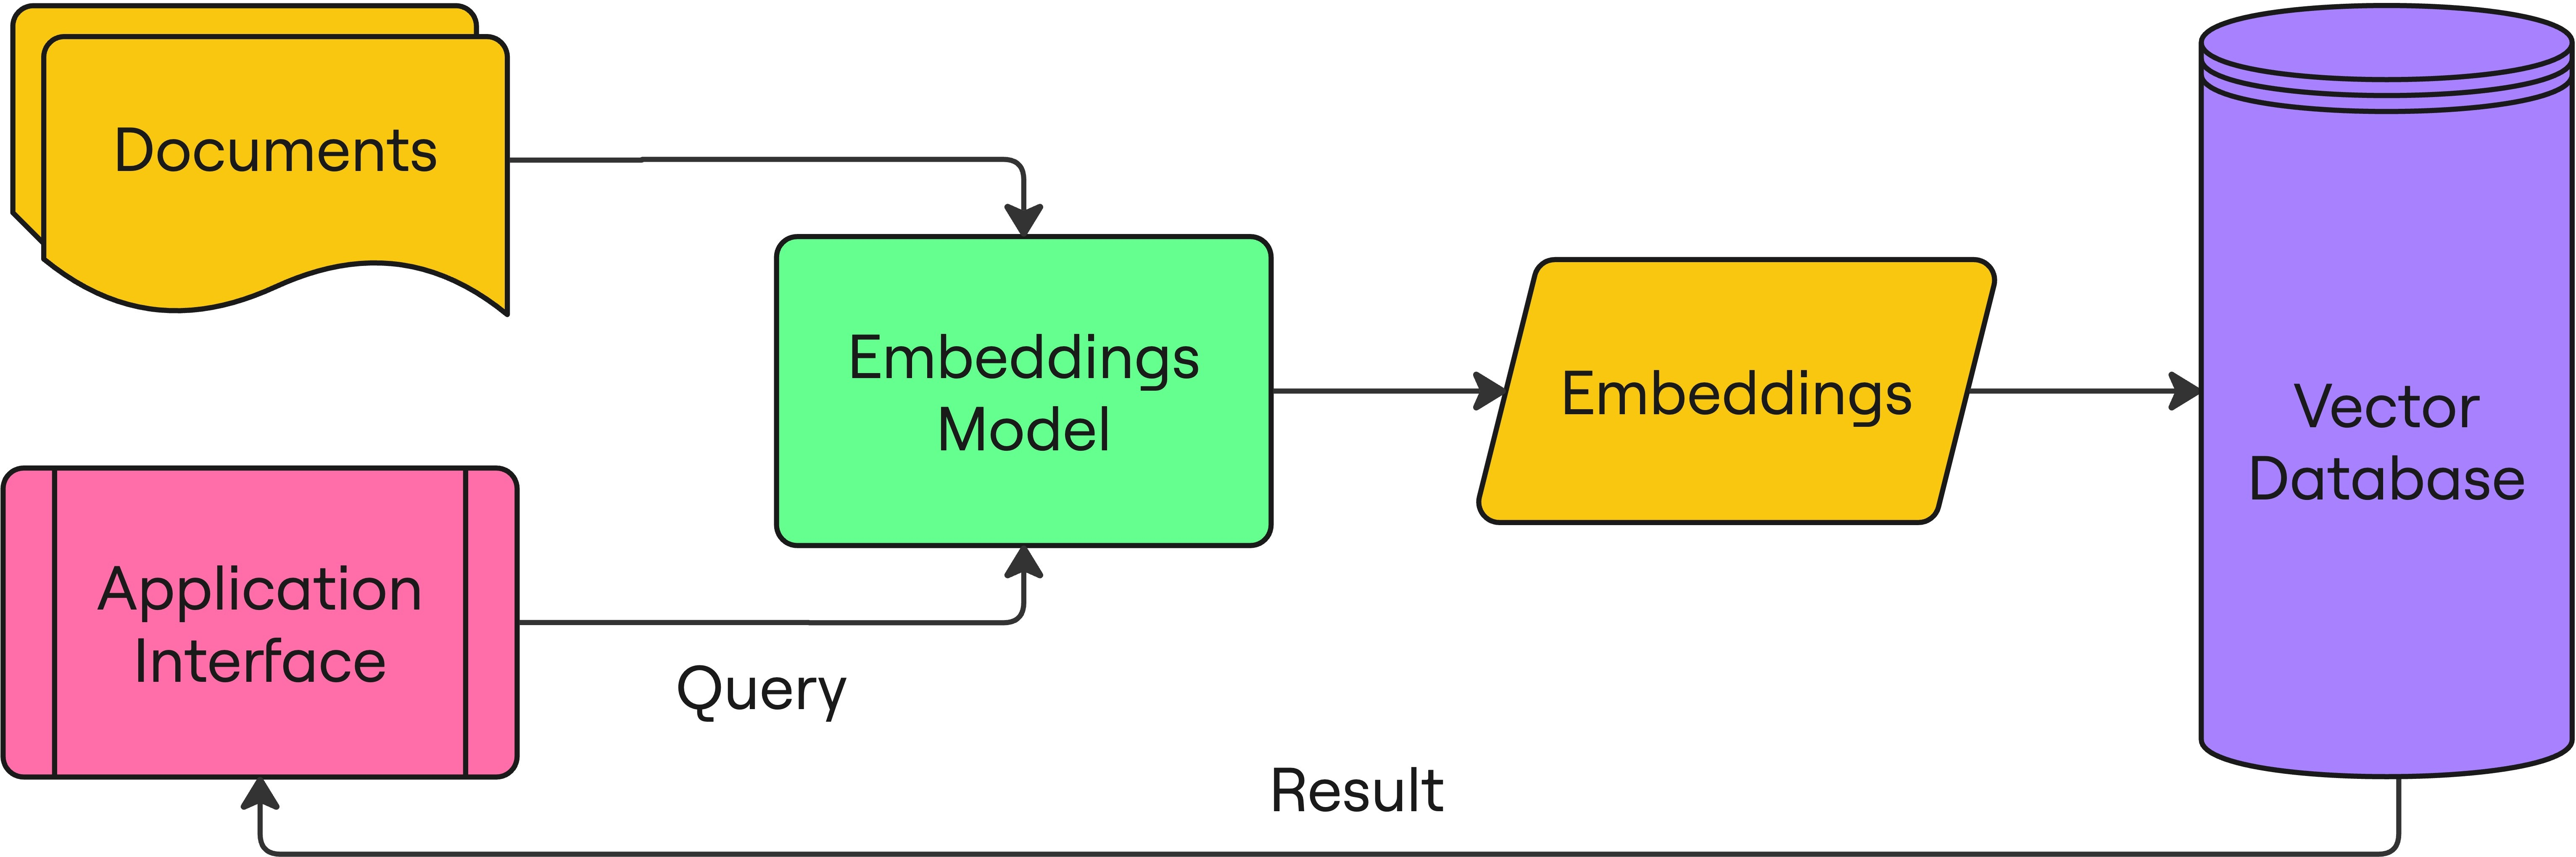 Documents
Embeddings
Model
Embeddings
Vector
Database
Application
Interface
Query
Result